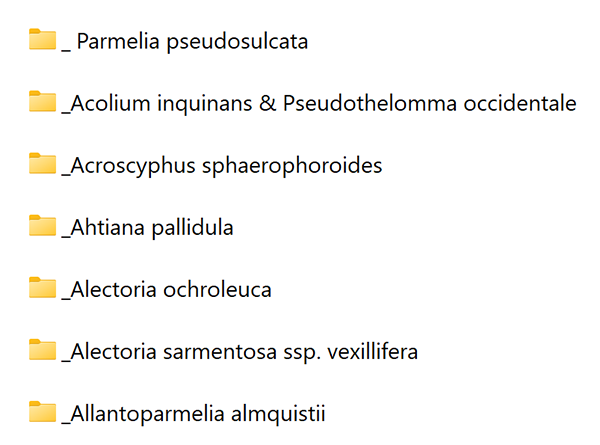 _ Parmelia pseudosulcata
_Acolium inquinans & Pseudothelomma occidentale
_Acroscyphus sphaerophoroides
_Ahtiana pallidula
_Alectoria ochroleuca
_Alectoria sarmentosa ssp. vexillifera
_Allantoparmelia almquistii